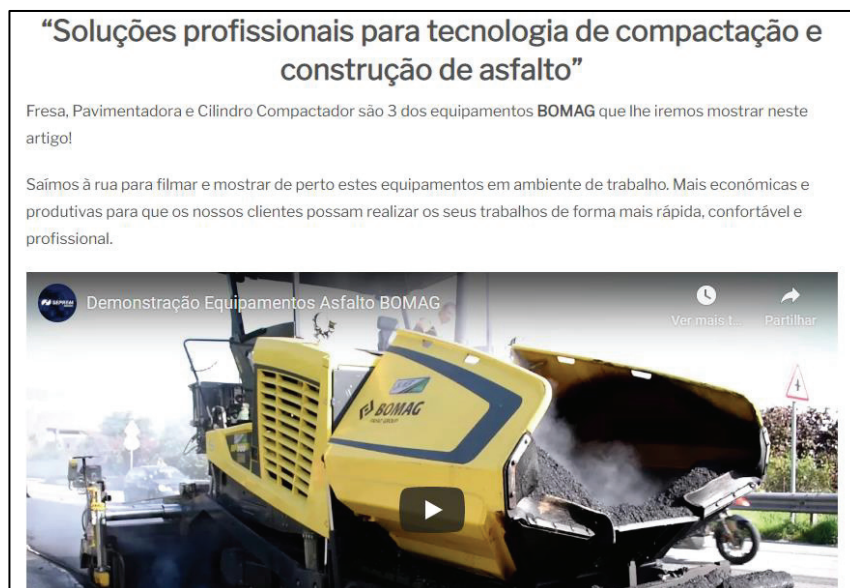 “Soluções profissionais para tecnologia de compactação e
construção de asfalto”
Fresa, Pavimentadora e Cilindro Compactador são 3 dos equipamentos BOMAG que lhe iremos mostrar neste
artigo!
Saímos à rua para filmar e mostrar de perto estes equipamentos em ambiente de trabalho. Mais económicas e
produtivas para que os nossos clientes possam realizar os seus trabalhos de forma mais rápida, confortável e
profissional.
Demonstração Equipamentos Asfalto BOMAG
Ver mais t...
Partilhar
BOMAG